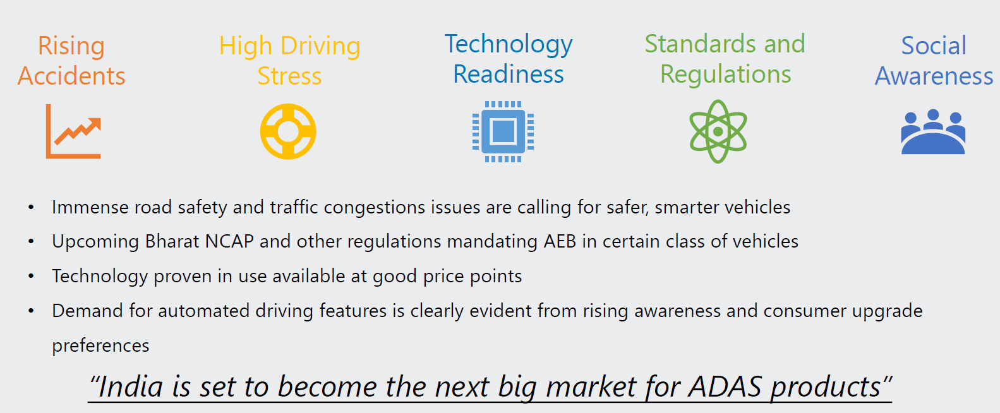 Rising
Accidents
High Driving
Stress
Technology
Readiness
Standards and
Regulations
Social
Awareness
• Immense road safety and traffic congestions issues are calling for safer, smarter vehicles
• Upcoming Bharat NCAP and other regulations mandating AEB in certain class of vehicles
• Technology proven in use available at good price points
• Demand for automated driving features is clearly evident from rising awareness and consumer upgrade
preferences
“India is set to become the next big market for ADAS products”